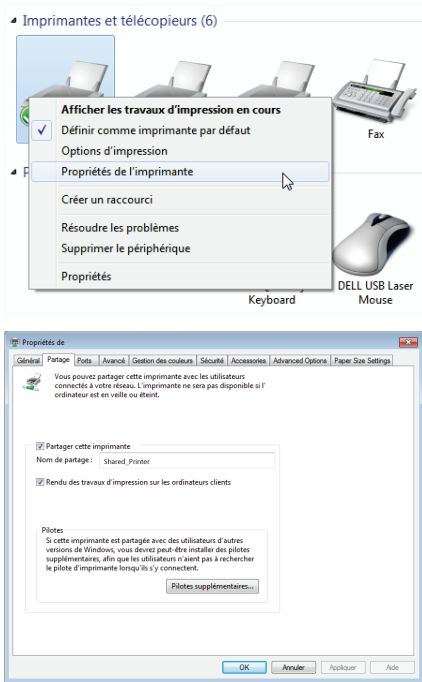 Imprimantes et télécopieurs (6)
Afficher les travaux d'impression en cours
Définir comme imprimante par défaut
Options d'impression
Propriétés de l'imprimante
Créer un raccourci
Résoudre les problèmes
Supprimer le périphérique
Propriétés
Fax
P
Keyboard
DELL USB Laser
Mouse
Propriétés de
Général Partage Ports Avancé Gestion des couleurs Sécurité Accessories Advanced Options Paper Size Settings
Vous pouvez partager cette imprimante avec les utilisateurs
connectés à votre réseau. L'imprimante ne sera pas disponible si l'
ordinateur est en veille ou éteint.
Partager cette imprimante
Nom de partage : Shared_Printer
Rendu des travaux d'impression sur les ordinateurs clients
Pilotes
Si cette imprimante est partagée avec des utilisateurs d'autres
versions de Windows, vous devrez peut-être installer des pilotes
supplémentaires, afin que les utilisateurs n'aient pas à rechercher
le pilote d'imprimante lorsqu'ils s'y connectent.
Pilotes supplémentaires...
OK Annuler Appliquer Aide